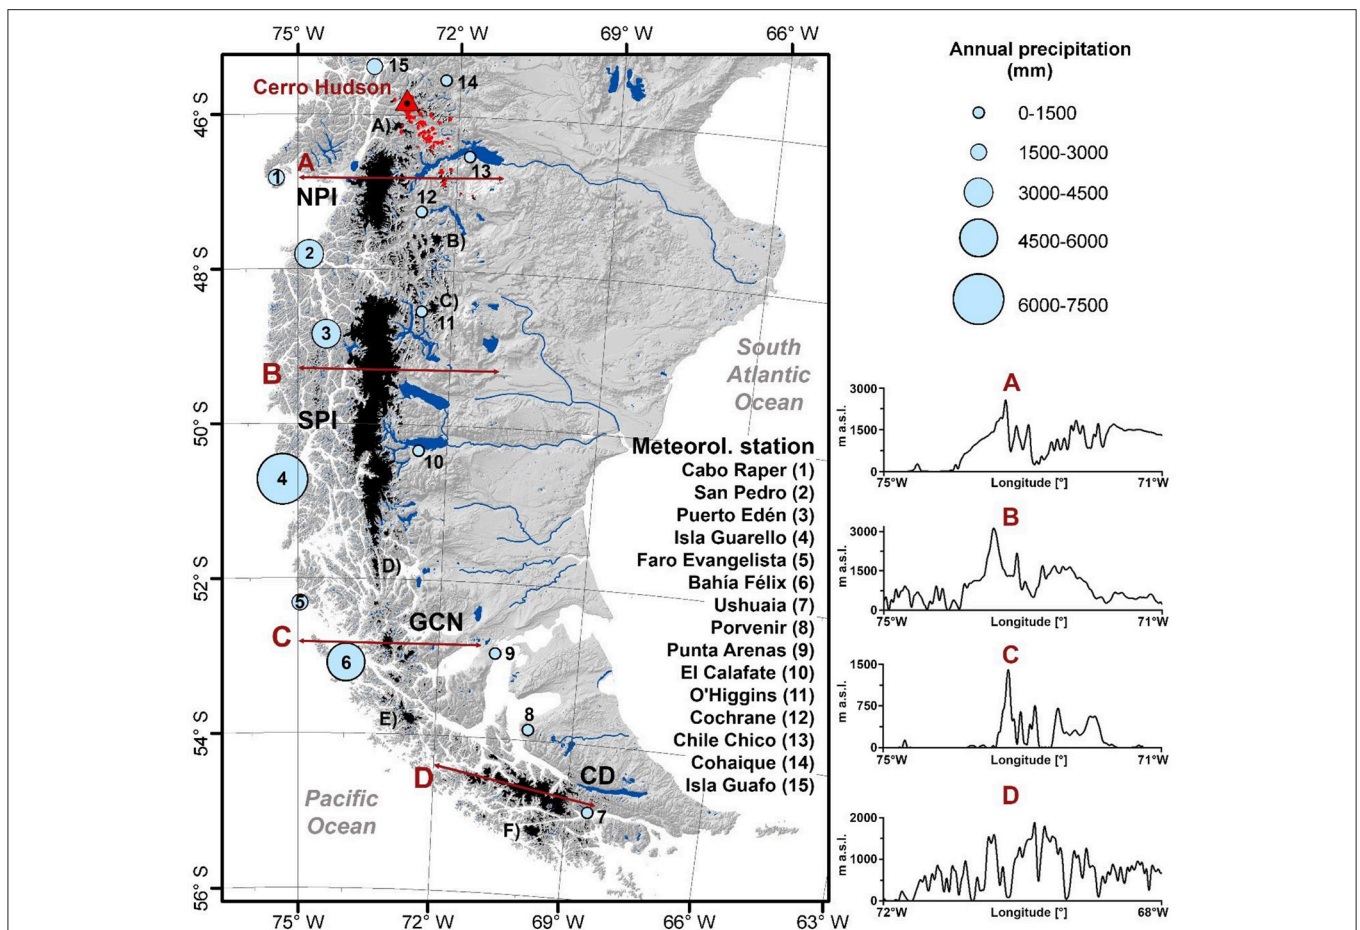 75° W
72° W
69° W
66° W
15
14
Cerro Hudson
46° S
A)
A
1
13
NPI
12
2
B)
48° S
C)
11
3
B
50° S
SPI
10
4
D)
52° S
5
GCN
C
9
6
E)
8
54° S
D
CD
7
F)
56° S
75° W
72° W
69° W
66° W
63° W
South
Atlantic
Ocean
Pacific
Ocean
Meteorol. station
Cabo Raper (1)
San Pedro (2)
Puerto Edén (3)
Isla Guarello (4)
Faro Evangelista (5)
Bahía Félix (6)
Ushuaia (7)
Porvenir (8)
Punta Arenas (9)
El Calafate (10)
O'Higgins (11)
Cochrane (12)
Chile Chico (13)
Cohaique (14)
Isla Guafo (15)
Annual precipitation
(mm)
0-1500
1500-3000
3000-4500
4500-6000
6000-7500
A
3000
1500
0
m a.s.l.
75°W
Longitude [°]
71°W
B
3000
1500
0
m a.s.l.
75°W
Longitude [°]
71°W
C
1500
750
0
m a.s.l.
75°W
Longitude [°]
71°W
D
2000
1000
0
m a.s.l.
72°W
Longitude [°]
68°W